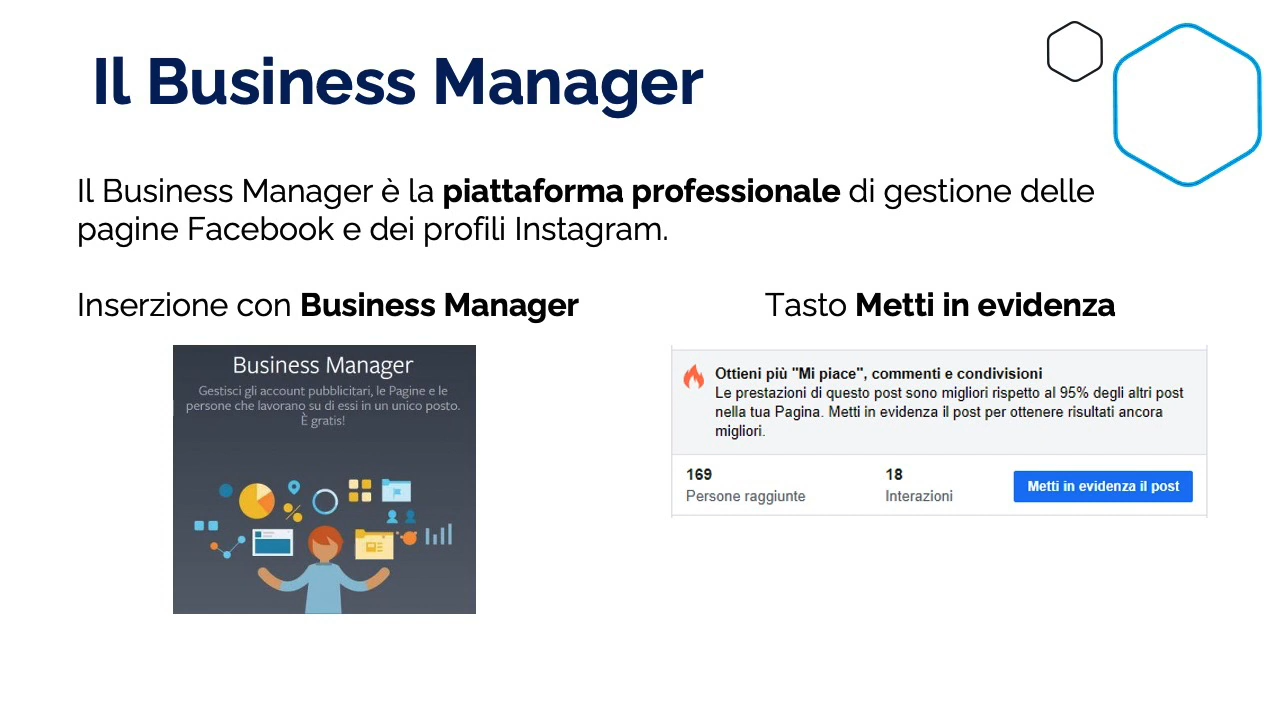 Il Business Manager
Il Business Manager è la piattaforma professionale di gestione delle
pagine Facebook e dei profili Instagram.
Inserzione con Business Manager
Tasto Metti in evidenza
Business Manager
Gestisci gli account pubblicitari, le Pagine e le
persone che lavorano su di essi in un unico posto.
È gratis!
Ottieni più "Mi piace", commenti e condivisioni
Le prestazioni di questo post sono migliori rispetto al 95% degli altri post
nella tua Pagina. Metti in evidenza il post per ottenere risultati ancora
migliori.
169
Persone raggiunte
18
Interazioni
Metti in evidenza il post